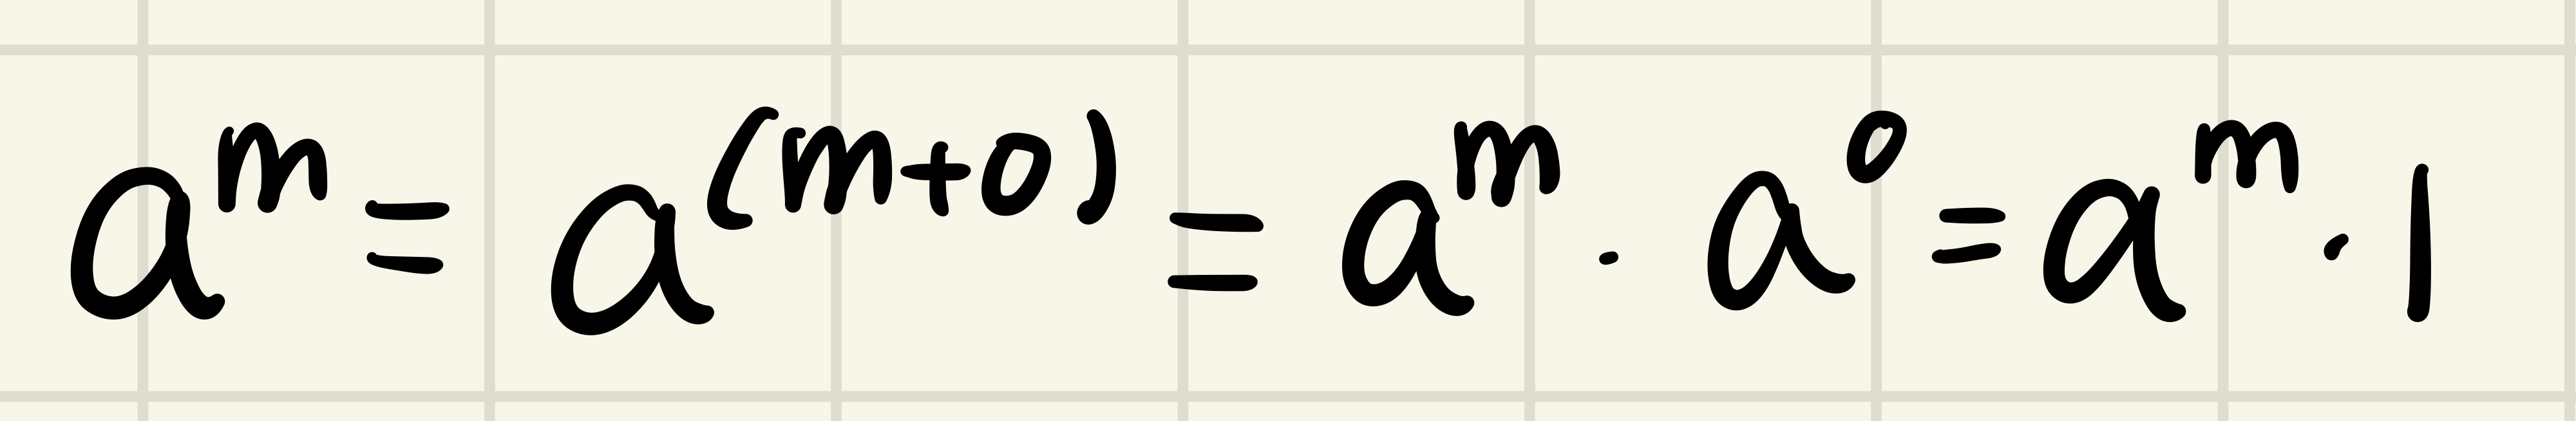 a^m = a^(m+0) = a^m · a^0 = a^m · 1